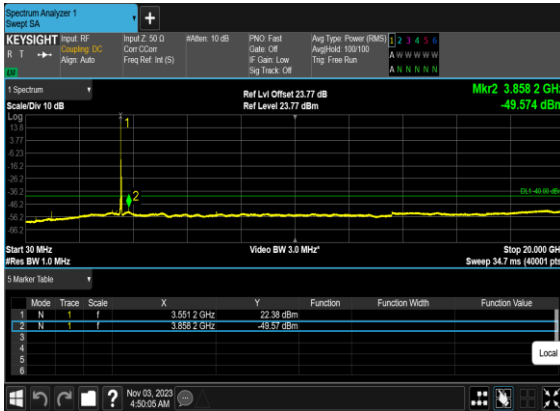 Spectrum Analyzer 1
Swept SA
+
KEYSIGHT
R T
Input: RF
Coupling: DC
Align: Auto
Input Z: 50 Ω
Corr CCorr
Freq Ref: Int (S)
#Atten: 10 dB
PNO: Fast
Gate: Off
IF Gain: Low
Sig Track: Off
Avg Type: Power (RMS)
Avg|Hold: 100/100
Trig: Free Run
1 2 3 4 5 6
A W W W W W
A N N N N N
1 Spectrum
Scale/Div 10 dB
Ref Lvl Offset 23.77 dB
Ref Level 23.77 dBm
Mkr2 3.858 2 GHz
-49.574 dBm
Log
13.8
3.77
-6.23
-16.2
-26.2
-36.2
-46.2
-56.2
-66.2
1
2
DL1 -40.00 dBm
Start 30 MHz
#Res BW 1.0 MHz
Video BW 3.0 MHz*
Stop 20.000 GHz
Sweep 34.7 ms (40001 pts)
5 Marker Table
Mode Trace Scale X Y Function Function Width Function Value
1 N 1 f 3.551 2 GHz 22.38 dBm
2 N 1 f 3.858 2 GHz -49.57 dBm
3
4
5
6
Local
?
Nov 03, 2023
4:50:05 AM